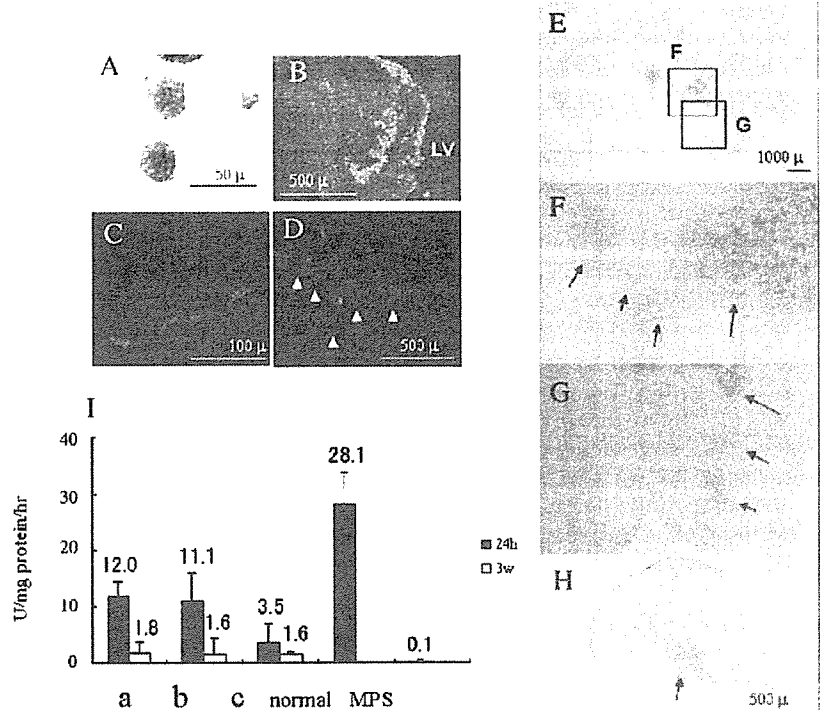 A
50 µ
B
LV
500 µ
C
100 µ
D
500 µ
E
F
G
1000 µ
F
G
H
500 µ
I
U/mg protein/hr
40
30
20
10
0
12.0
1.8
11.1
1.6
3.5
1.6
28.1
0.1
24h
3w
a b c normal MPS